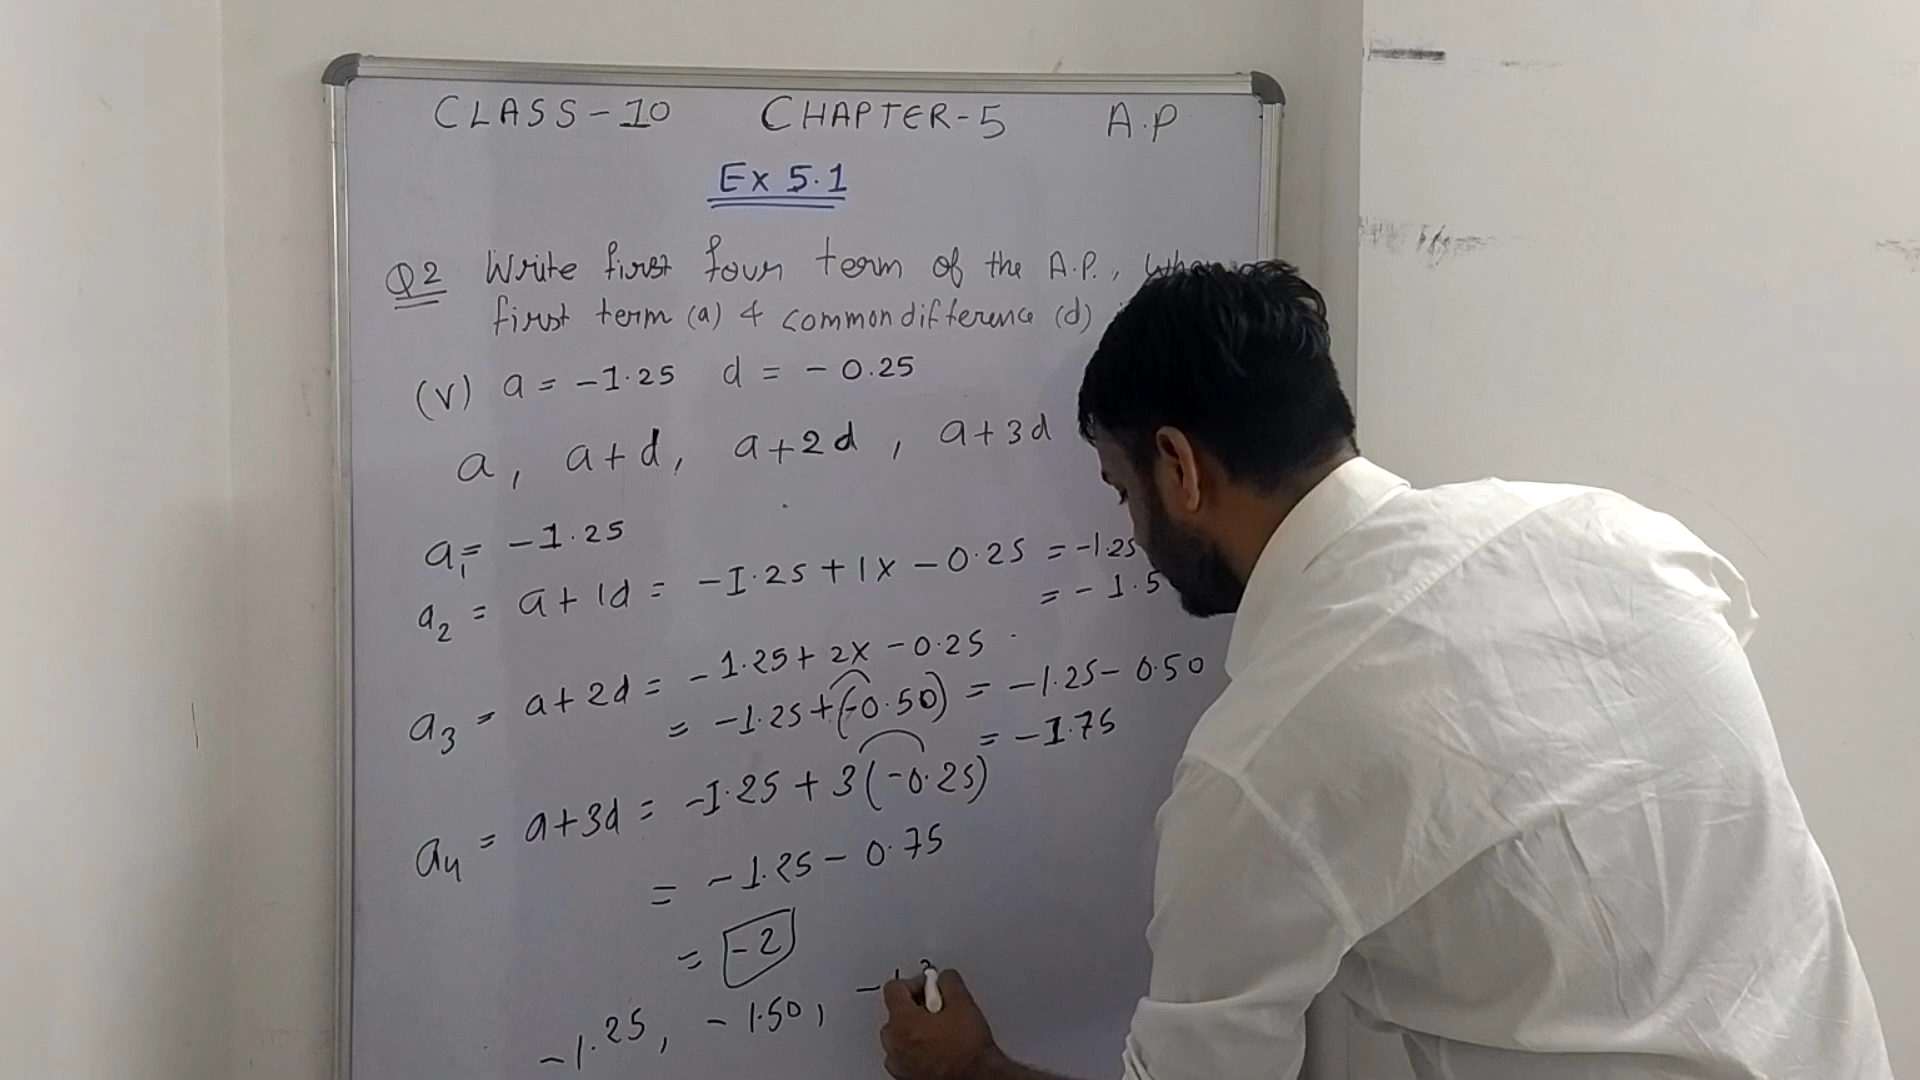 CLASS-10 CHAPTER-5 A.P
Ex 5.1
Q2 Write first four term of the A.P.,
first term (a) & common difference (d)
(V) a = -1.25 d = - 0.25
a, a+d, a+2d, a+3d
a₁= -1.25
a₂ = a+1d = -1.25+1x -0.25 = -1.25
= - 1.5
a₃ = a+2d = -1.25+ 2x -0.25
= -1.25+(-0.50) = -1.25- 0.50
= -1.75
a₄ = a+3d = -1.25 + 3(-0.25)
= -1.25 - 0.75
= -2
-1.25, -1.50,